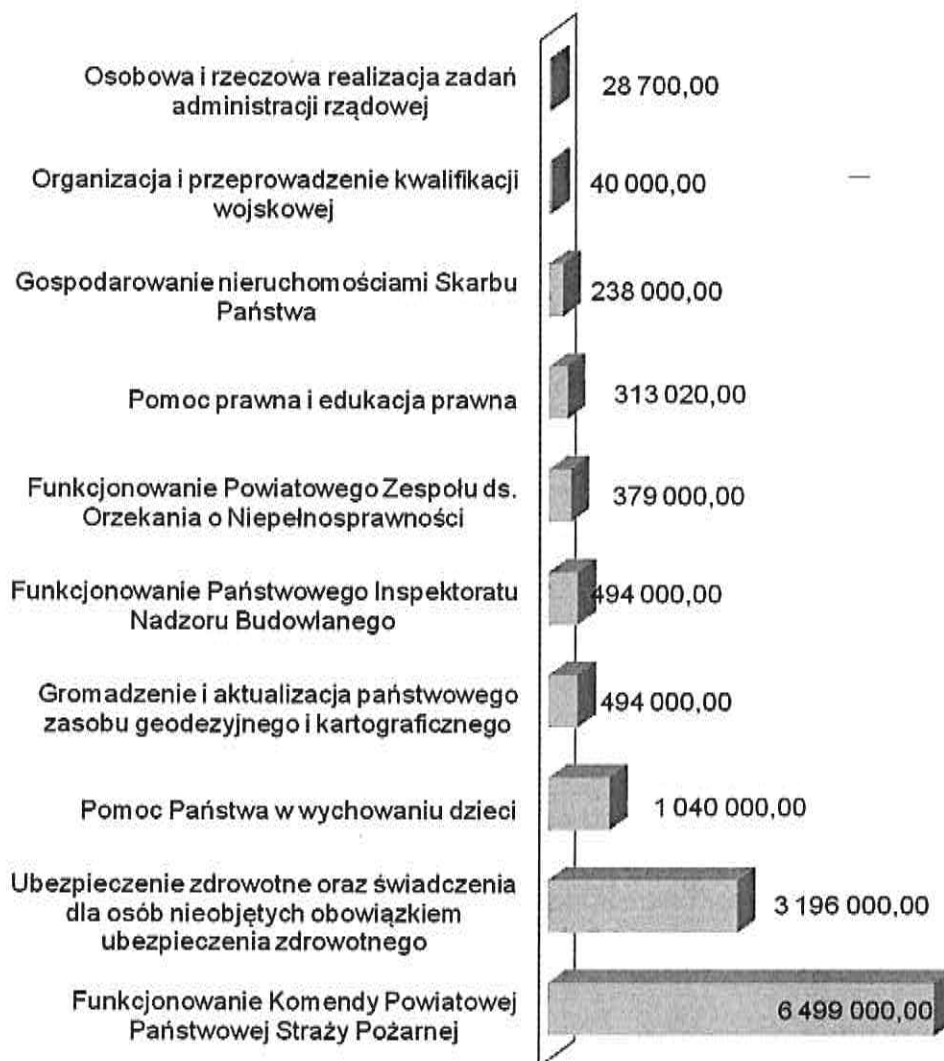 Osobowa i rzeczowa realizacja zadań
administracji rządowej
28 700,00
Organizacja i przeprowadzenie kwalifikacji
wojskowej
40 000,00
Gospodarowanie nieruchomościami Skarbu
Państwa
238 000,00
Pomoc prawna i edukacja prawna
313 020,00
Funkcjonowanie Powiatowego Zespołu ds.
Orzekania o Niepełnosprawności
379 000,00
Funkcjonowanie Państwowego Inspektoratu
Nadzoru Budowlanego
494 000,00
Gromadzenie i aktualizacja państwowego
zasobu geodezyjnego i kartograficznego
494 000,00
Pomoc Państwa w wychowaniu dzieci
1 040 000,00
Ubezpieczenie zdrowotne oraz świadczenia
dla osób nieobjętych obowiązkiem
ubezpieczenia zdrowotnego
3 196 000,00
Funkcjonowanie Komendy Powiatowej
Państwowej Straży Pożarnej
6 499 000,00